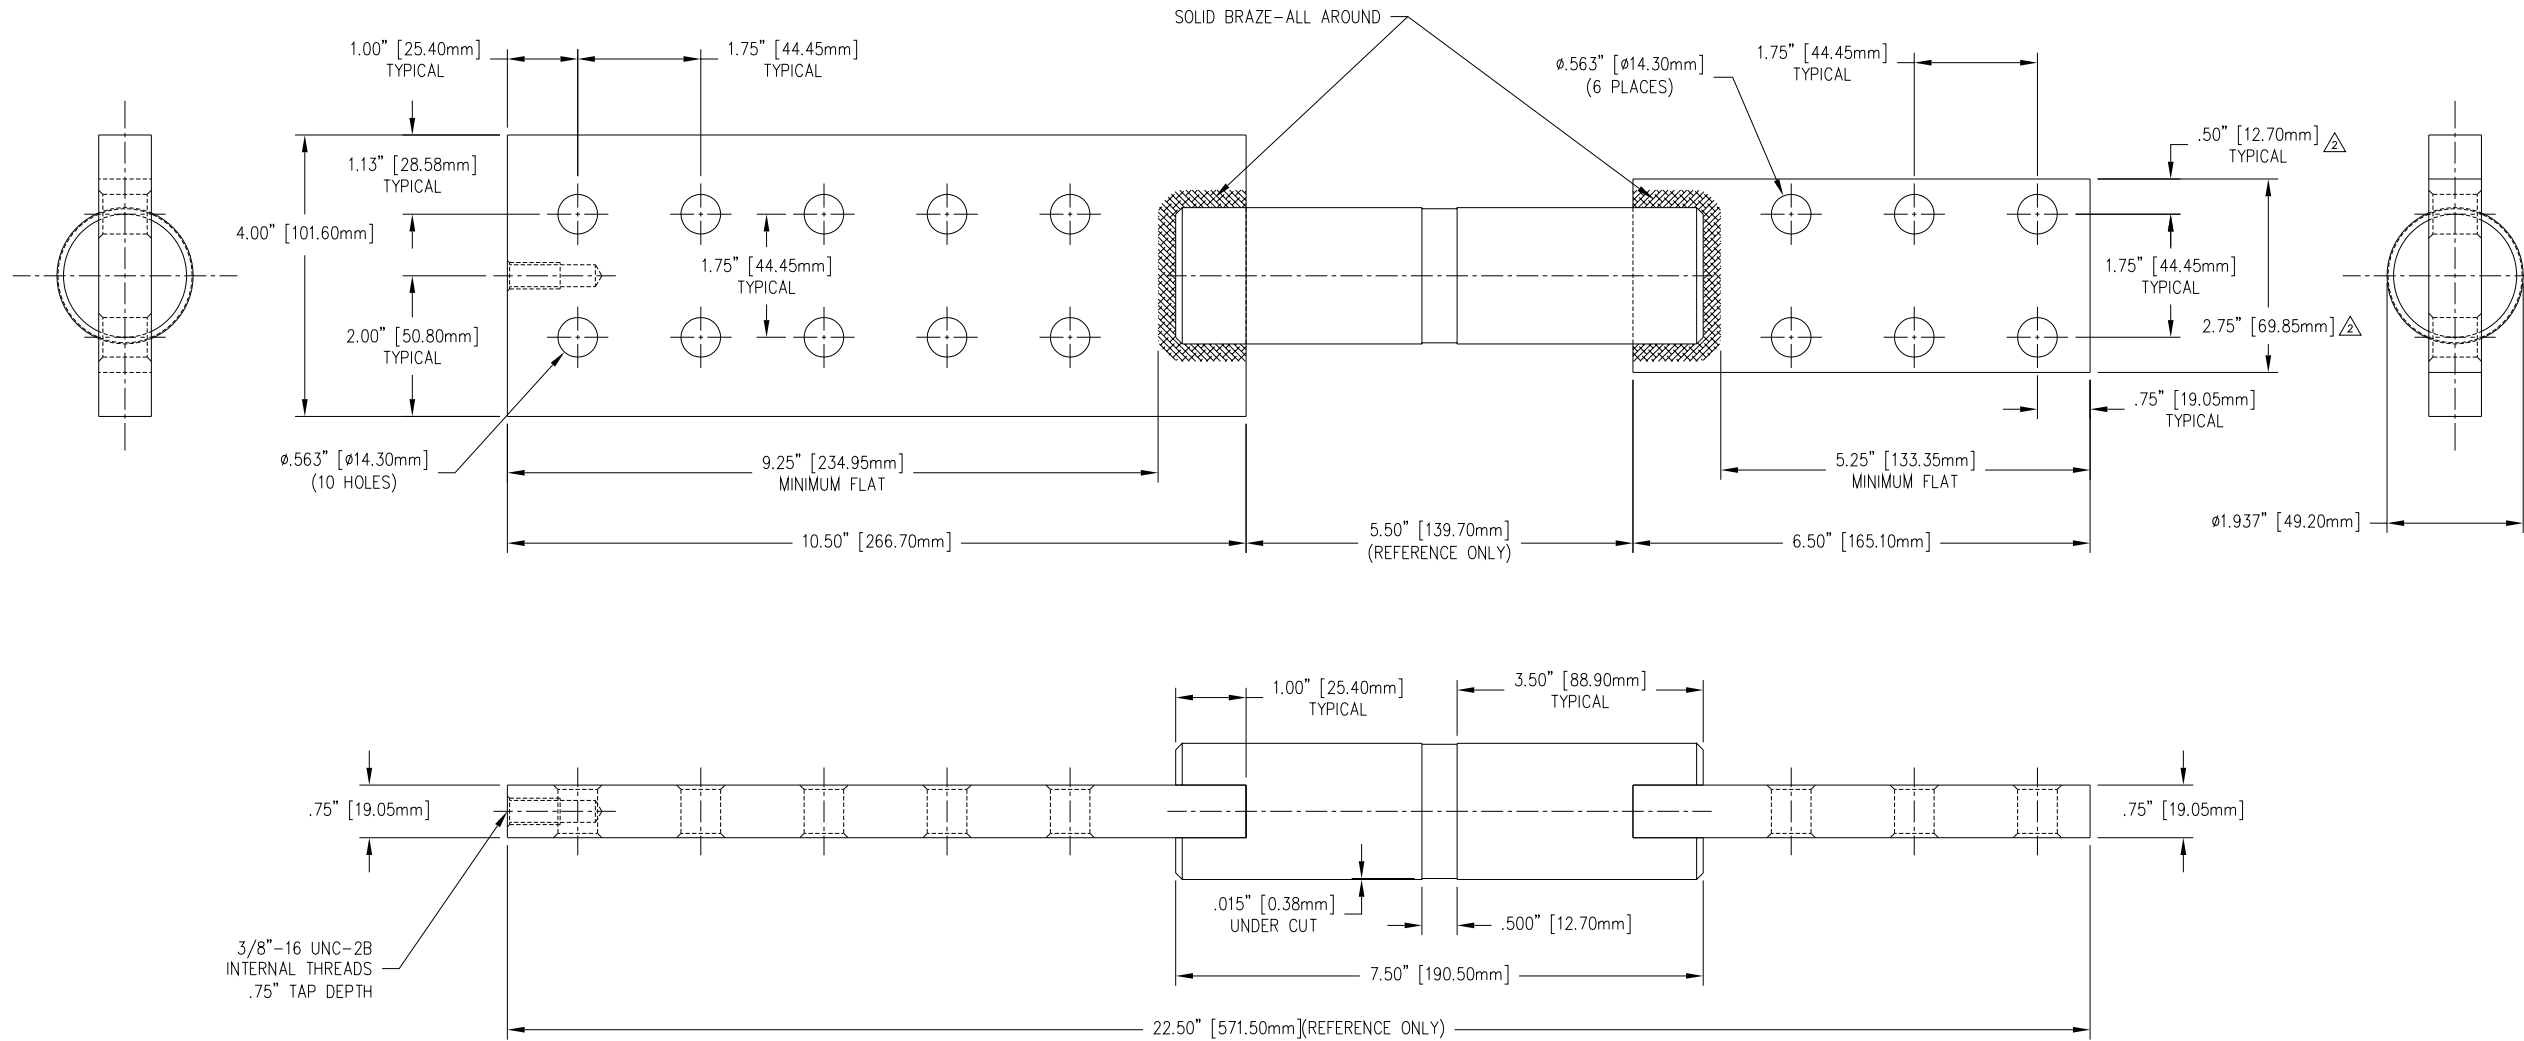 SOLID BRAZE-ALL AROUND
1.00” [25.40mm]
TYPICAL
1.75” [44.45mm]
TYPICAL
ø.563” [ø14.30mm]
(6 PLACES)
1.75” [44.45mm]
TYPICAL
.50” [12.70mm] 2
TYPICAL
1.13” [28.58mm]
TYPICAL
4.00” [101.60mm]
1.75” [44.45mm]
TYPICAL
1.75” [44.45mm]
TYPICAL
2.00” [50.80mm]
TYPICAL
2.75” [69.85mm] 2
.75” [19.05mm]
TYPICAL
ø.563” [ø14.30mm]
(10 HOLES)
9.25” [234.95mm]
MINIMUM FLAT
5.25” [133.35mm]
MINIMUM FLAT
10.50” [266.70mm]
5.50” [139.70mm]
(REFERENCE ONLY)
6.50” [165.10mm]
ø1.937” [49.20mm]
1.00” [25.40mm]
TYPICAL
3.50” [88.90mm]
TYPICAL
.75” [19.05mm]
.75” [19.05mm]
.015” [0.38mm]
UNDER CUT
.500” [12.70mm]
3/8”-16 UNC-2B
INTERNAL THREADS
.75” TAP DEPTH
7.50” [190.50mm]
22.50” [571.50mm](REFERENCE ONLY)